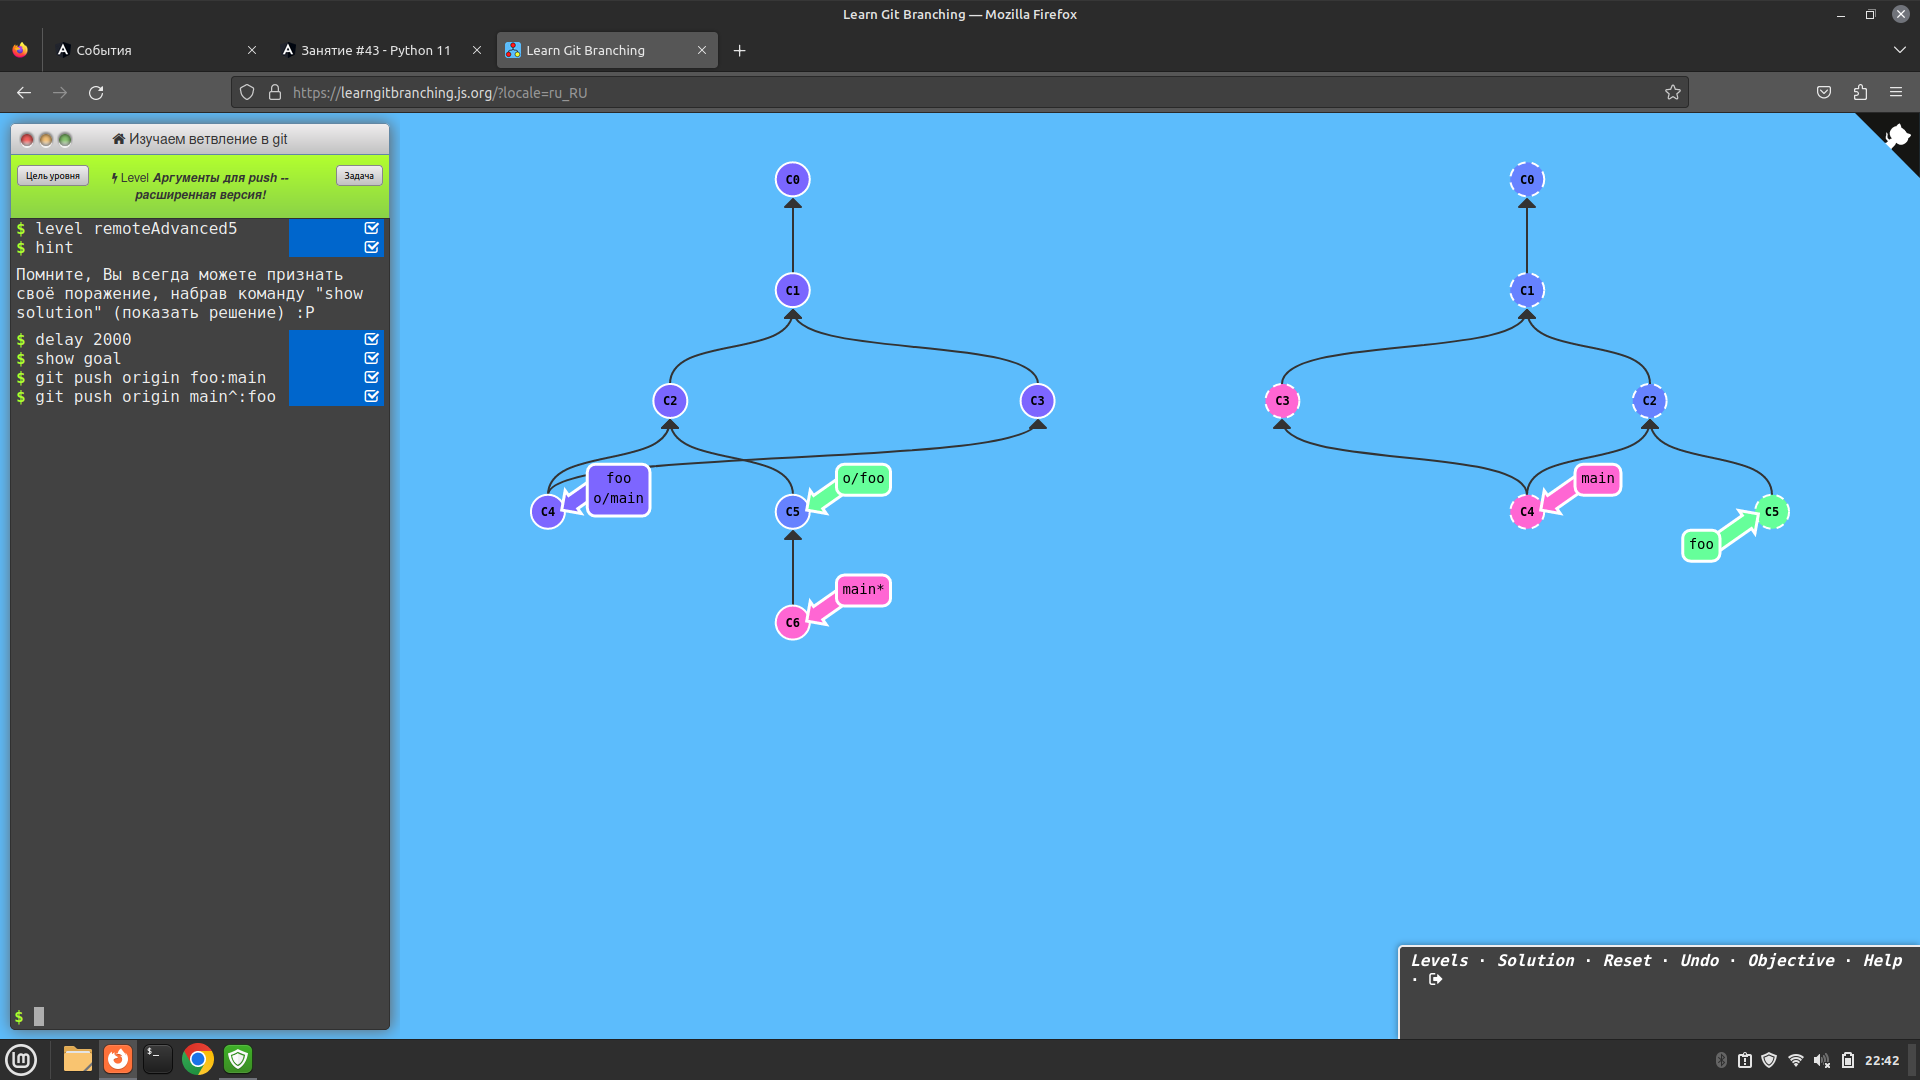 Learn Git Branching — Mozilla Firefox
События
Занятие #43 - Python 11
Learn Git Branching
https://learngitbranching.js.org/?locale=ru_RU
Изучаем ветвление в git
Цель уровня
Level Аргументы для push --
расширенная версия!
Задача
$ level remoteAdvanced5
$ hint
Помните, Вы всегда можете признать
своё поражение, набрав команду "show
solution" (показать решение) :P
$ delay 2000
$ show goal
$ git push origin foo:main
$ git push origin main^:foo
$
C0
C1
C2
C3
foo
o/main
C4
o/foo
C5
main*
C6
C0
C1
C3
C2
main
C4
C5
foo
Levels · Solution · Reset · Undo · Objective · Help
·
22:42